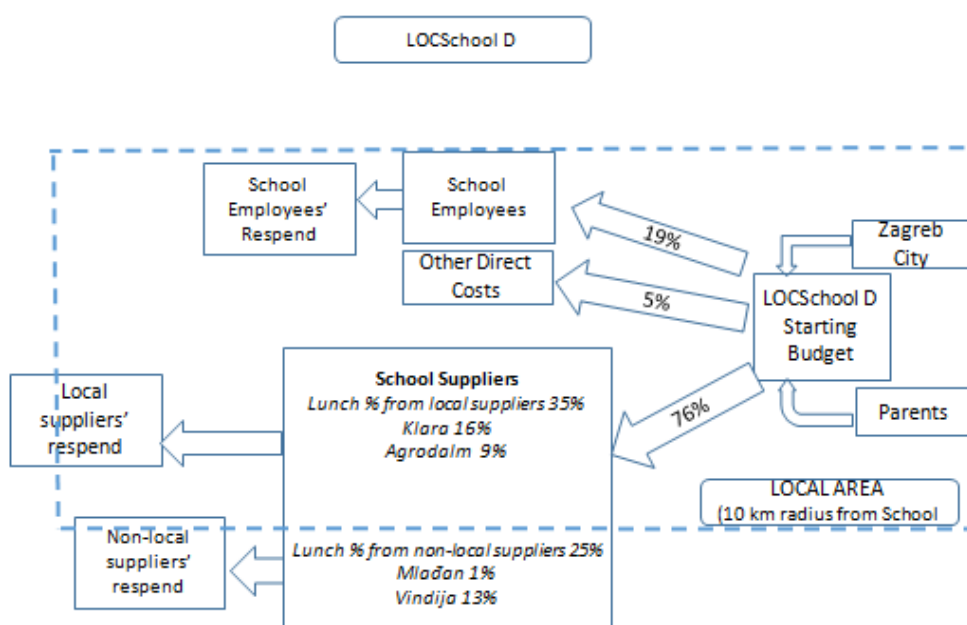 LOCSchool D
School
Employees'
Respend
School
Employees
19%
Zagreb
City
Other Direct
Costs
5%
LOCSchool D
Starting
Budget
School Suppliers
Lunch % from local suppliers 35%
Klara 16%
Agrodalm 9%
76%
Parents
Local
suppliers'
respend
LOCAL AREA
(10 km radius from School
Non-local
suppliers'
respend
Lunch % from non-local suppliers 25%
Mlađan 1%
Vindija 13%